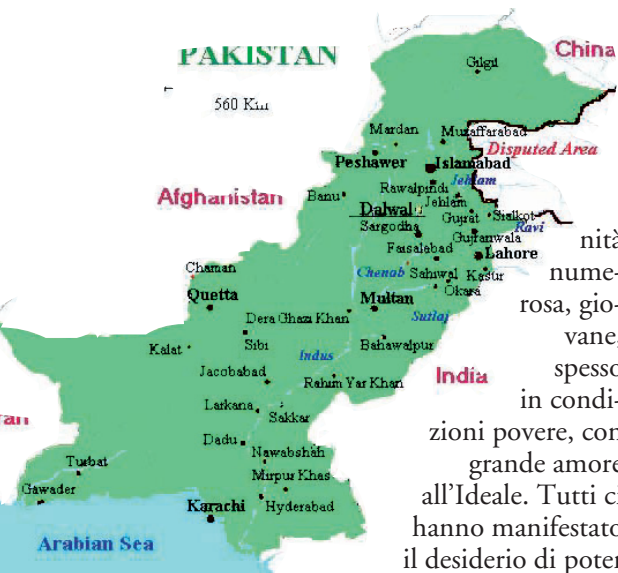 PAKISTAN
China
Gilgit
560 Km
Mardan
Muzaffarabad
Disputed Area
Peshawer
Islamabad
Rawalpindi
Jehlam
Afghanistan
Banu
Jehlam
Dalwal
Gujrat
Sialkot
Ravi
Sargodha
Gujranwala
Faisalabad
Lahore
Chaman
Chenab
Sahiwal
Kasur
Okara
Quetta
Multan
Dera Ghazi Khan
Sutlaj
Kalat
Sibi
Indus
Bahawalpur
Jacobabad
Rahim Yar Khan
India
Larkana
Sakkar
Dadu
Nawabshah
Turbat
Mirpur Khas
Gawader
Karachi
Hyderabad
Arabian Sea
nità
nume-
rosa, gio-
vane,
spesso
in condi-
zioni povere, con
grande amore
all'Ideale. Tutti ci
hanno manifestato
il desiderio di poter